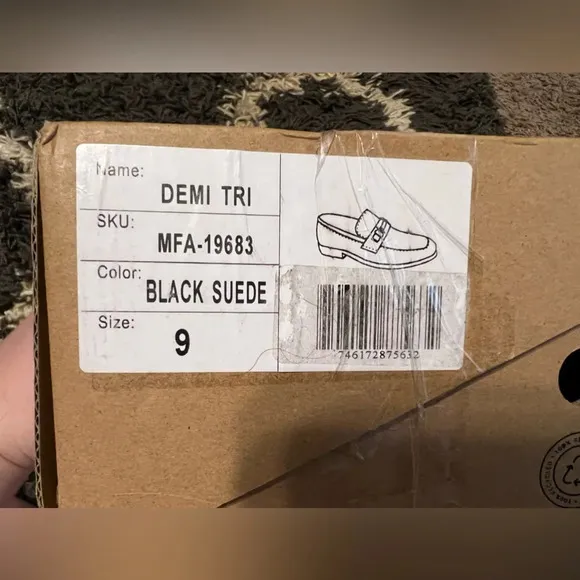 Name:
DEMI TRI
SKU:
MFA-19683
Color:
BLACK SUEDE
Size:
9
746172875632